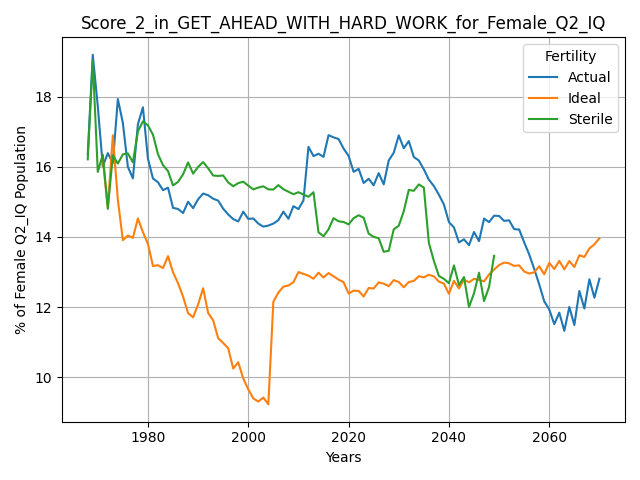 Score_2_in_GET_AHEAD_WITH_HARD_WORK_for_Female_Q2_IQ
Fertility
Actual
Ideal
Sterile
% of Female Q2_IQ Population
18
16
14
12
10
1980
2000
2020
2040
2060
Years